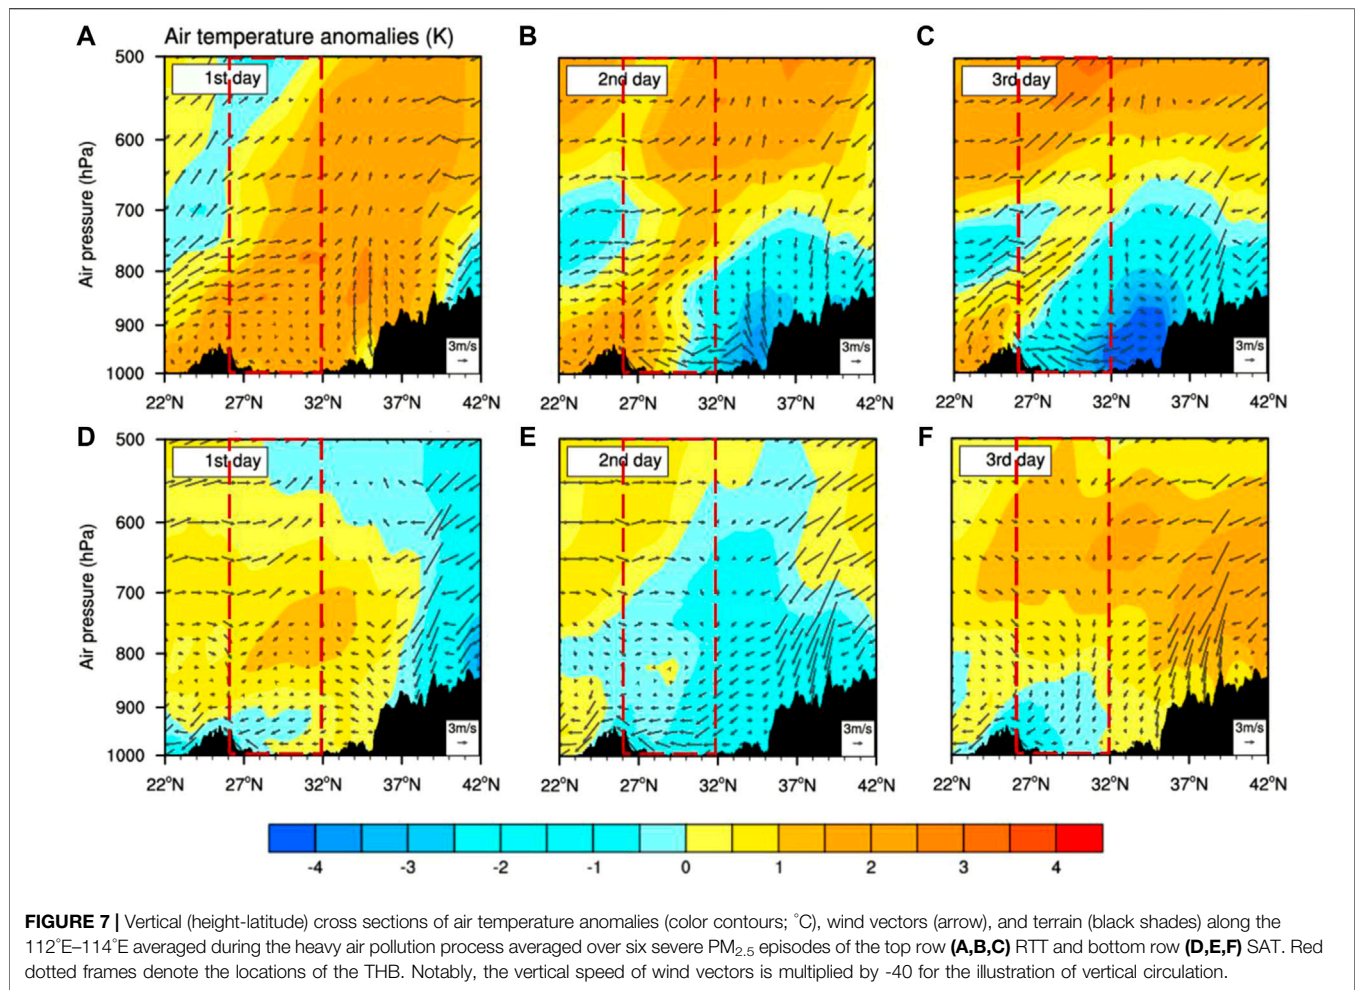 A Air temperature anomalies (K) B C
500 1st day 2nd day 3rd day
600
700
800
900
1000
Air pressure (hPa)
3m/s 3m/s 3m/s
22°N 27°N 32°N 37°N 42°N 22°N 27°N 32°N 37°N 42°N 22°N 27°N 32°N 37°N 42°N
D E F
500 1st day 2nd day 3rd day
600
700
800
900
1000
Air pressure (hPa)
3m/s 3m/s 3m/s
22°N 27°N 32°N 37°N 42°N 22°N 27°N 32°N 37°N 42°N 22°N 27°N 32°N 37°N 42°N
-4 -3 -2 -1 0 1 2 3 4
FIGURE 7 | Vertical (height-latitude) cross sections of air temperature anomalies (color contours; °C), wind vectors (arrow), and terrain (black shades) along the
112°E–114°E averaged during the heavy air pollution process averaged over six severe PM2.5 episodes of the top row (A,B,C) RTT and bottom row (D,E,F) SAT. Red
dotted frames denote the locations of the THB. Notably, the vertical speed of wind vectors is multiplied by -40 for the illustration of vertical circulation.